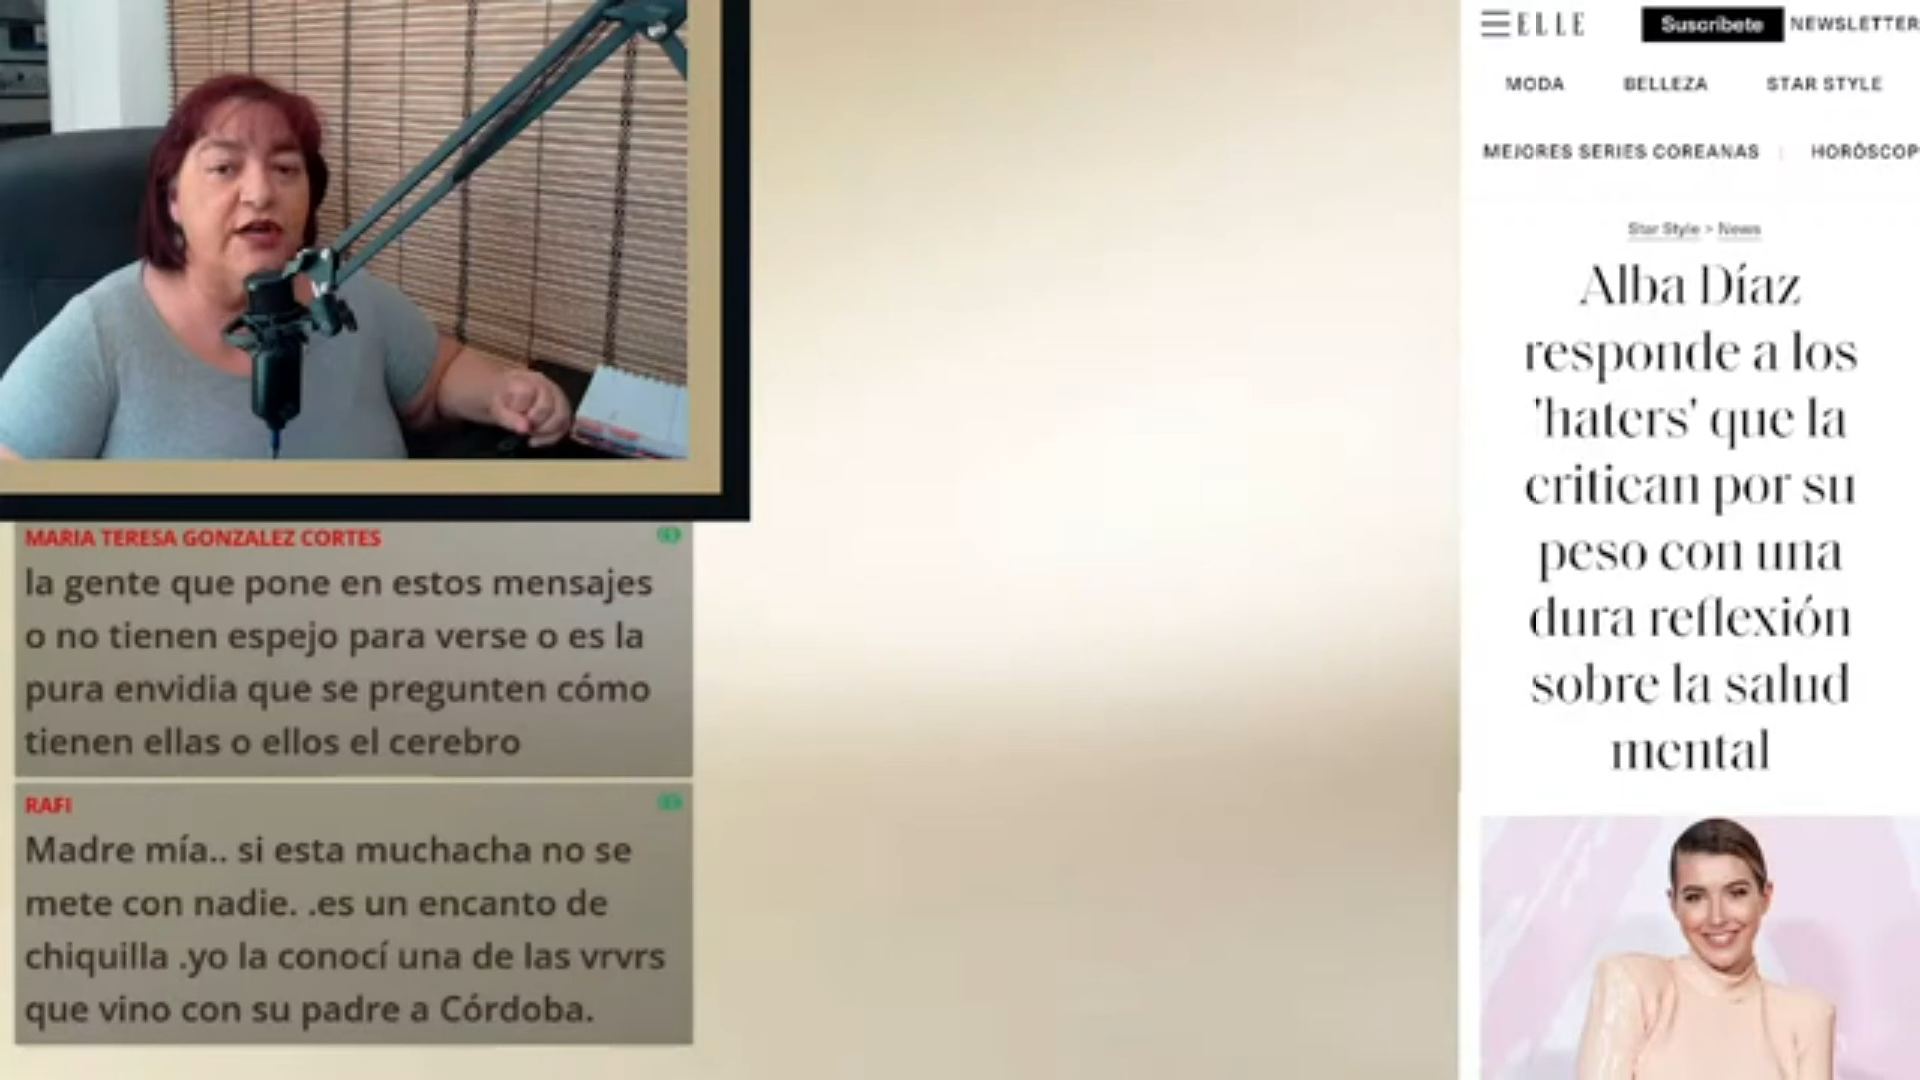 MARIA TERESA GONZALEZ CORTES
la gente que pone en estos mensajes
o no tienen espejo para verse o es la
pura envidia que se pregunten cómo
tienen ellas o ellos el cerebro
RAFI
Madre mía.. si esta muchacha no se
mete con nadie. .es un encanto de
chiquilla .yo la conocí una de las vrvrs
que vino con su padre a Córdoba.
ELLE
Suscríbete NEWSLETTER
MODA BELLEZA STAR STYLE
MEJORES SERIES COREANAS HORÓSCOP
Star Style > News
Alba Díaz
responde a los
'haters' que la
critican por su
peso con una
dura reflexión
sobre la salud
mental